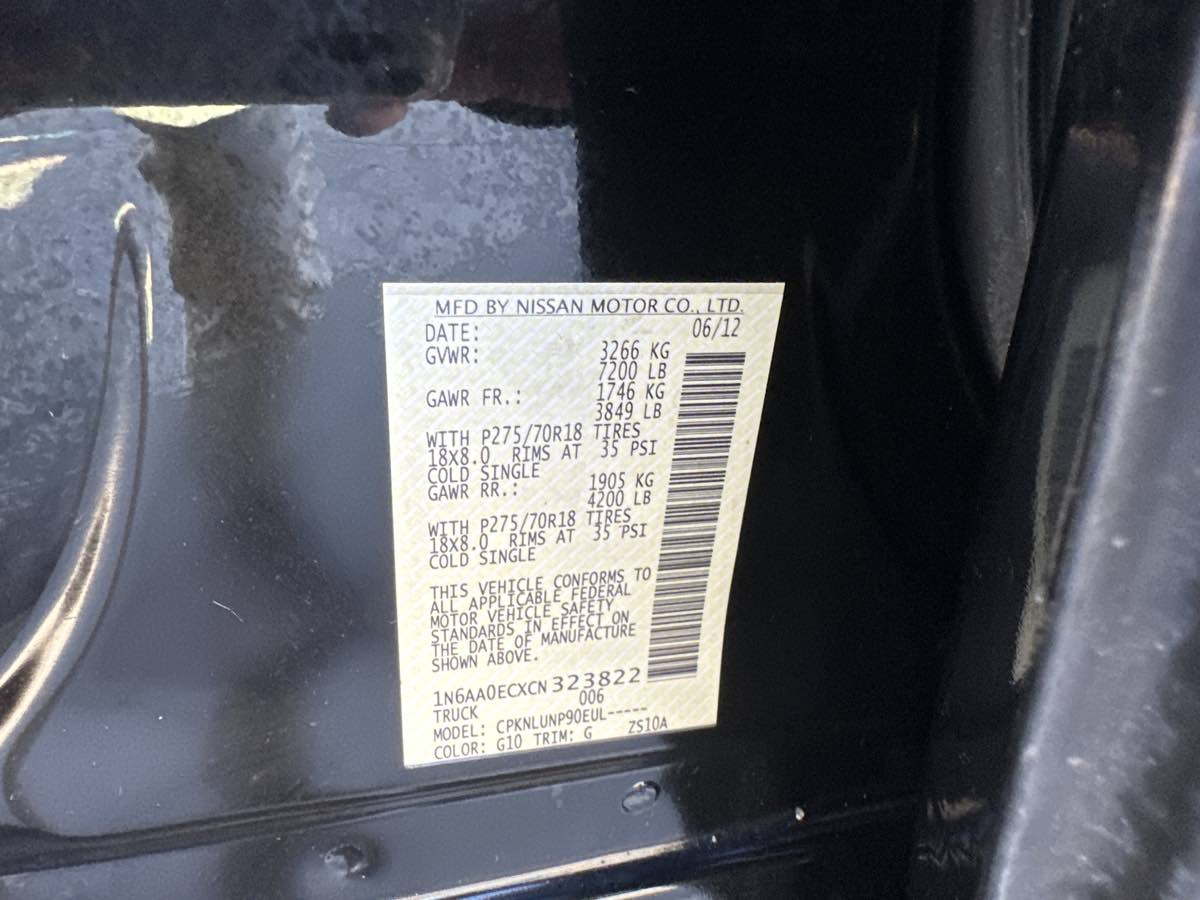 MFD BY NISSAN MOTOR CO., LTD.
DATE: 06/12
GVWR: 3266 KG
7200 LB
GAWR FR.: 1746 KG
3849 LB
WITH P275/70R18 TIRES
18X8.0 RIMS AT 35 PSI
COLD SINGLE
GAWR RR.: 1905 KG
4200 LB
WITH P275/70R18 TIRES
18X8.0 RIMS AT 35 PSI
COLD SINGLE
THIS VEHICLE CONFORMS TO
ALL APPLICABLE FEDERAL
MOTOR VEHICLE SAFETY
STANDARDS IN EFFECT ON
THE DATE OF MANUFACTURE
SHOWN ABOVE.
1N6AA0ECXCN323822
TRUCK 006
MODEL: CPKNLUNP90EUL-----
COLOR: G10 TRIM: G ZS10A